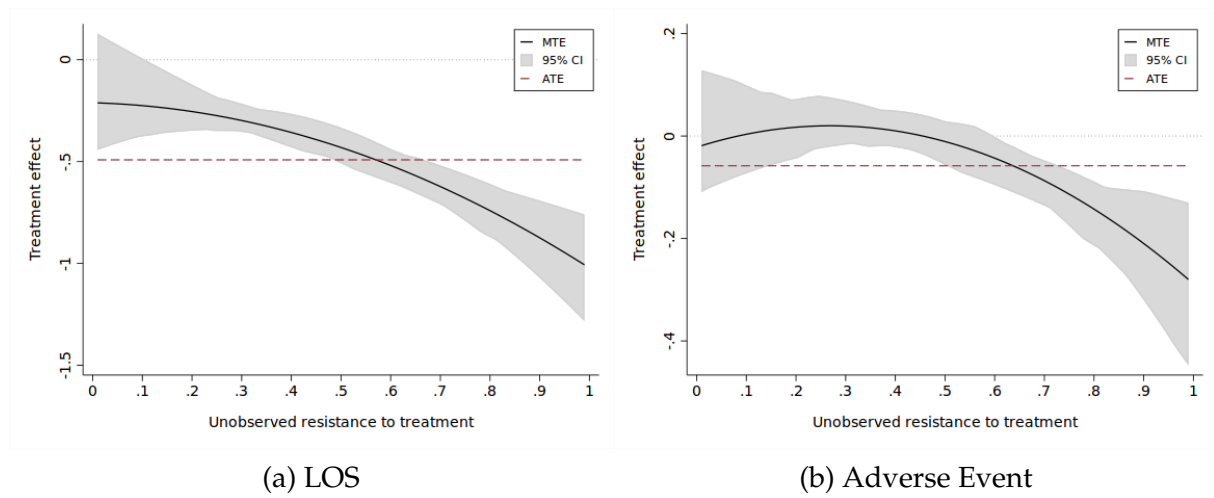 MTE
95% CI
ATE
0
-.5
-1
-1.5
Treatment effect
0 .1 .2 .3 .4 .5 .6 .7 .8 .9 1
Unobserved resistance to treatment
(a) LOS
MTE
95% CI
ATE
.2
0
-.2
-.4
Treatment effect
0 .1 .2 .3 .4 .5 .6 .7 .8 .9 1
Unobserved resistance to treatment
(b) Adverse Event